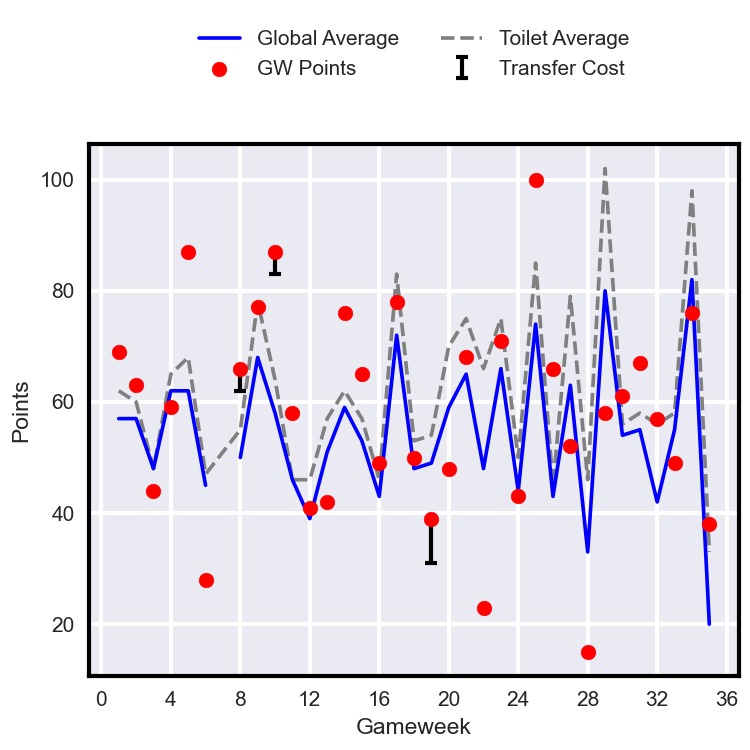 Global Average
Toilet Average
GW Points
Transfer Cost
100
80
60
40
20
Points
0 4 8 12 16 20 24 28 32 36
Gameweek